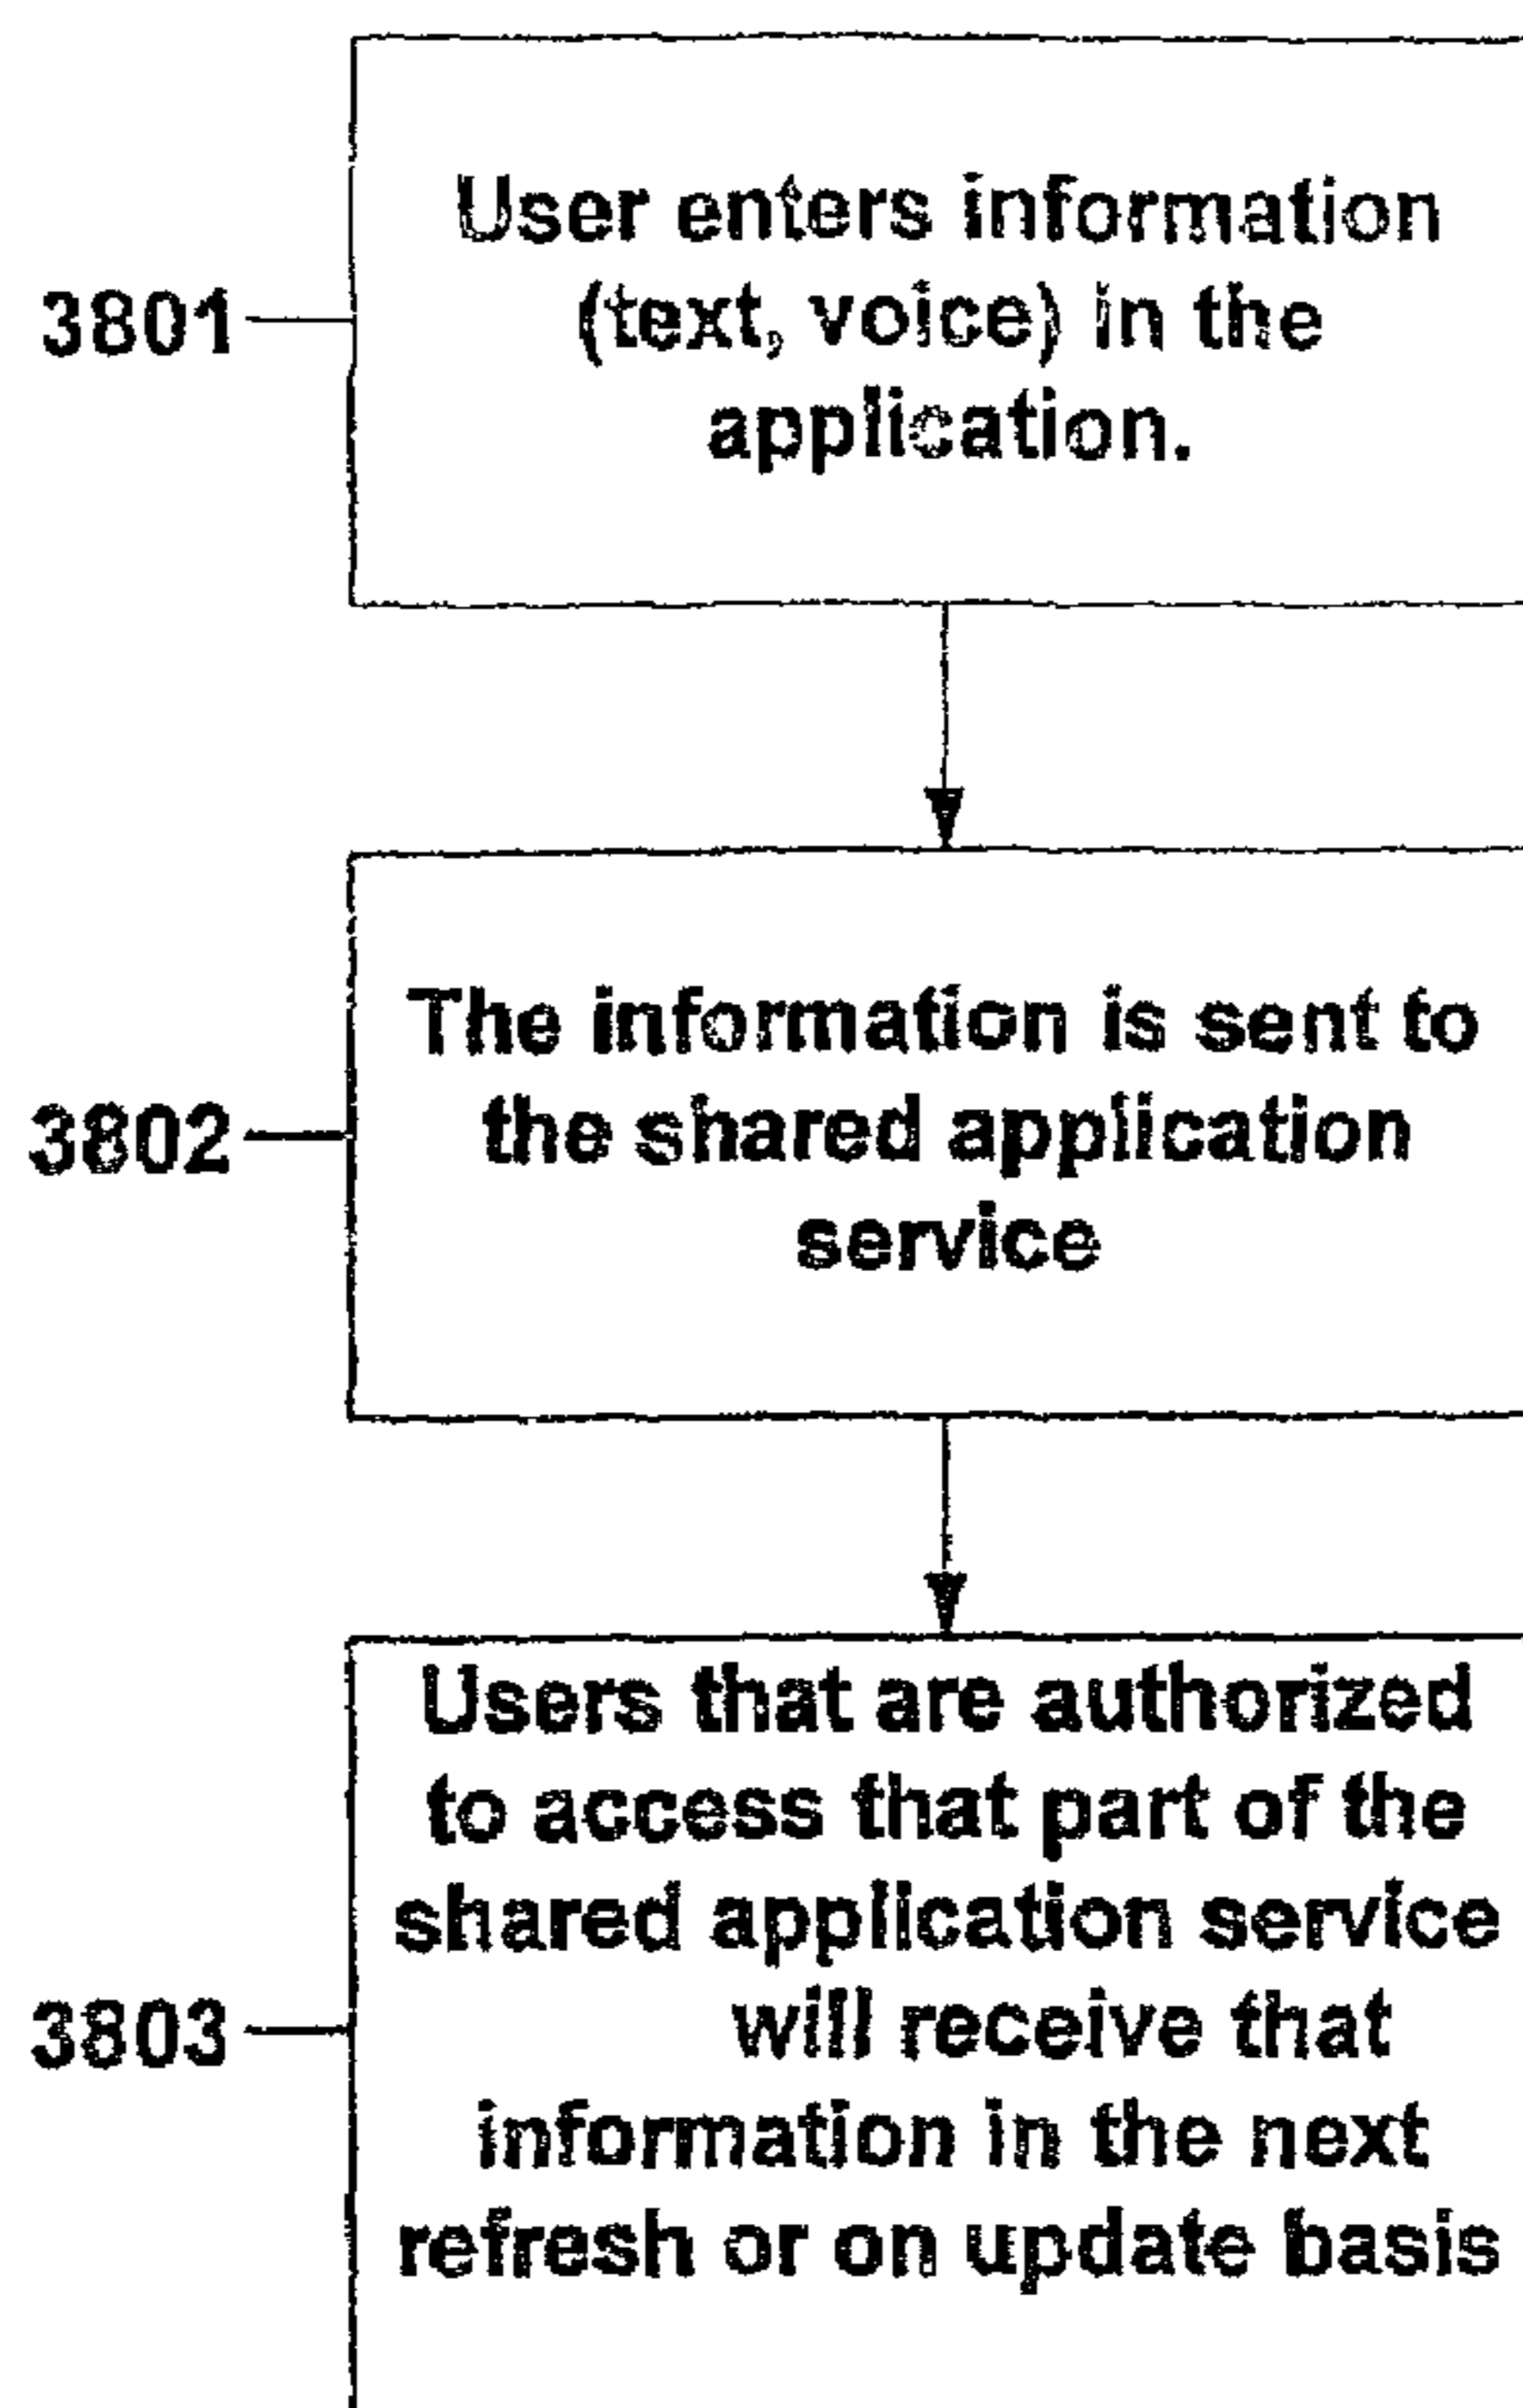 User enters information
3801
(text, voice) in the
application.
The information is sent to
3802
the shared application
service
Users that are authorized
to access that part of the
shared application service
3803
will receive that
information in the next
refresh or on update basis